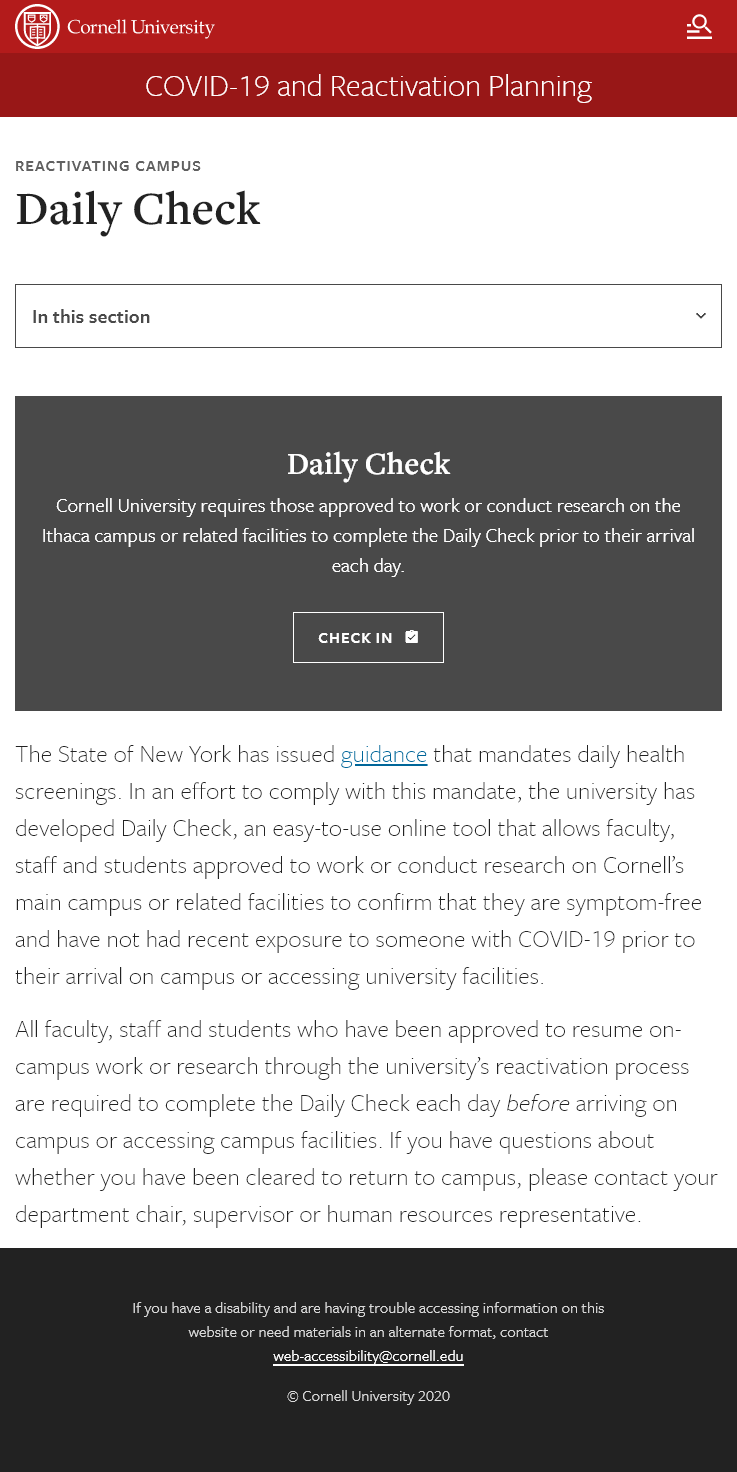 Cornell University
COVID-19 and Reactivation Planning
REACTIVATING CAMPUS
Daily Check
In this section
Daily Check
Cornell University requires those approved to work or conduct research on the
Ithaca campus or related facilities to complete the Daily Check prior to their arrival
each day.
CHECK IN
The State of New York has issued guidance that mandates daily health
screenings. In an effort to comply with this mandate, the university has
developed Daily Check, an easy-to-use online tool that allows faculty,
staff and students approved to work or conduct research on Cornell’s
main campus or related facilities to confirm that they are symptom-free
and have not had recent exposure to someone with COVID-19 prior to
their arrival on campus or accessing university facilities.
All faculty, staff and students who have been approved to resume on-
campus work or research through the university’s reactivation process
are required to complete the Daily Check each day before arriving on
campus or accessing campus facilities. If you have questions about
whether you have been cleared to return to campus, please contact your
department chair, supervisor or human resources representative.
If you have a disability and are having trouble accessing information on this
website or need materials in an alternate format, contact
web-accessibility@cornell.edu
© Cornell University 2020